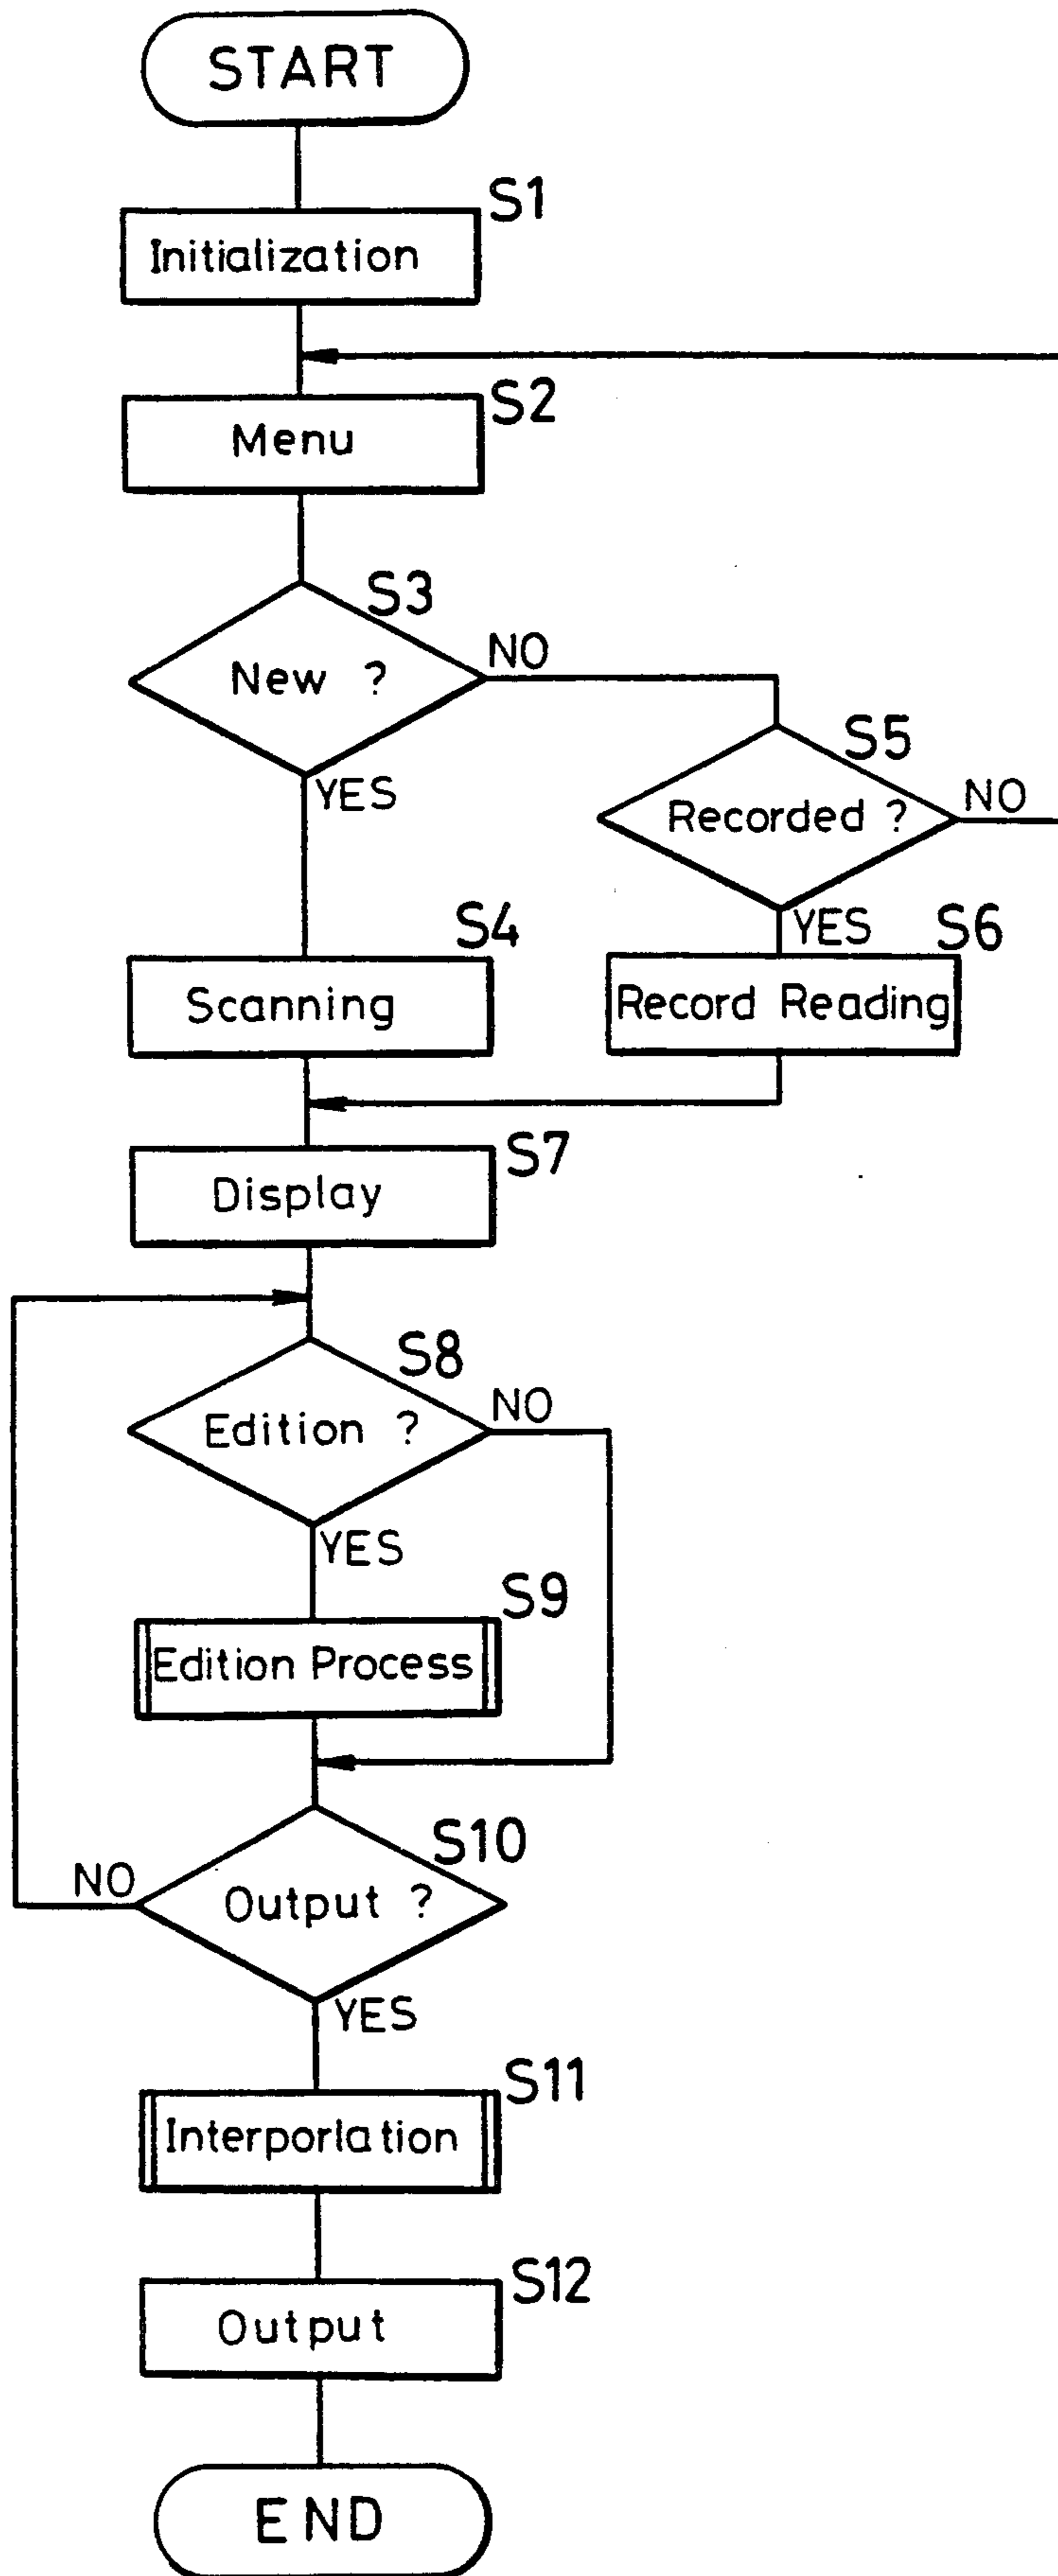 START
S1
Initialization
S2
Menu
S3
New ?
NO
YES
S5
Recorded ?
NO
YES
S4
Scanning
S6
Record Reading
S7
Display
S8
Edition ?
NO
YES
S9
Edition Process
S10
Output ?
NO
YES
S11
Interporlation
S12
Output
END